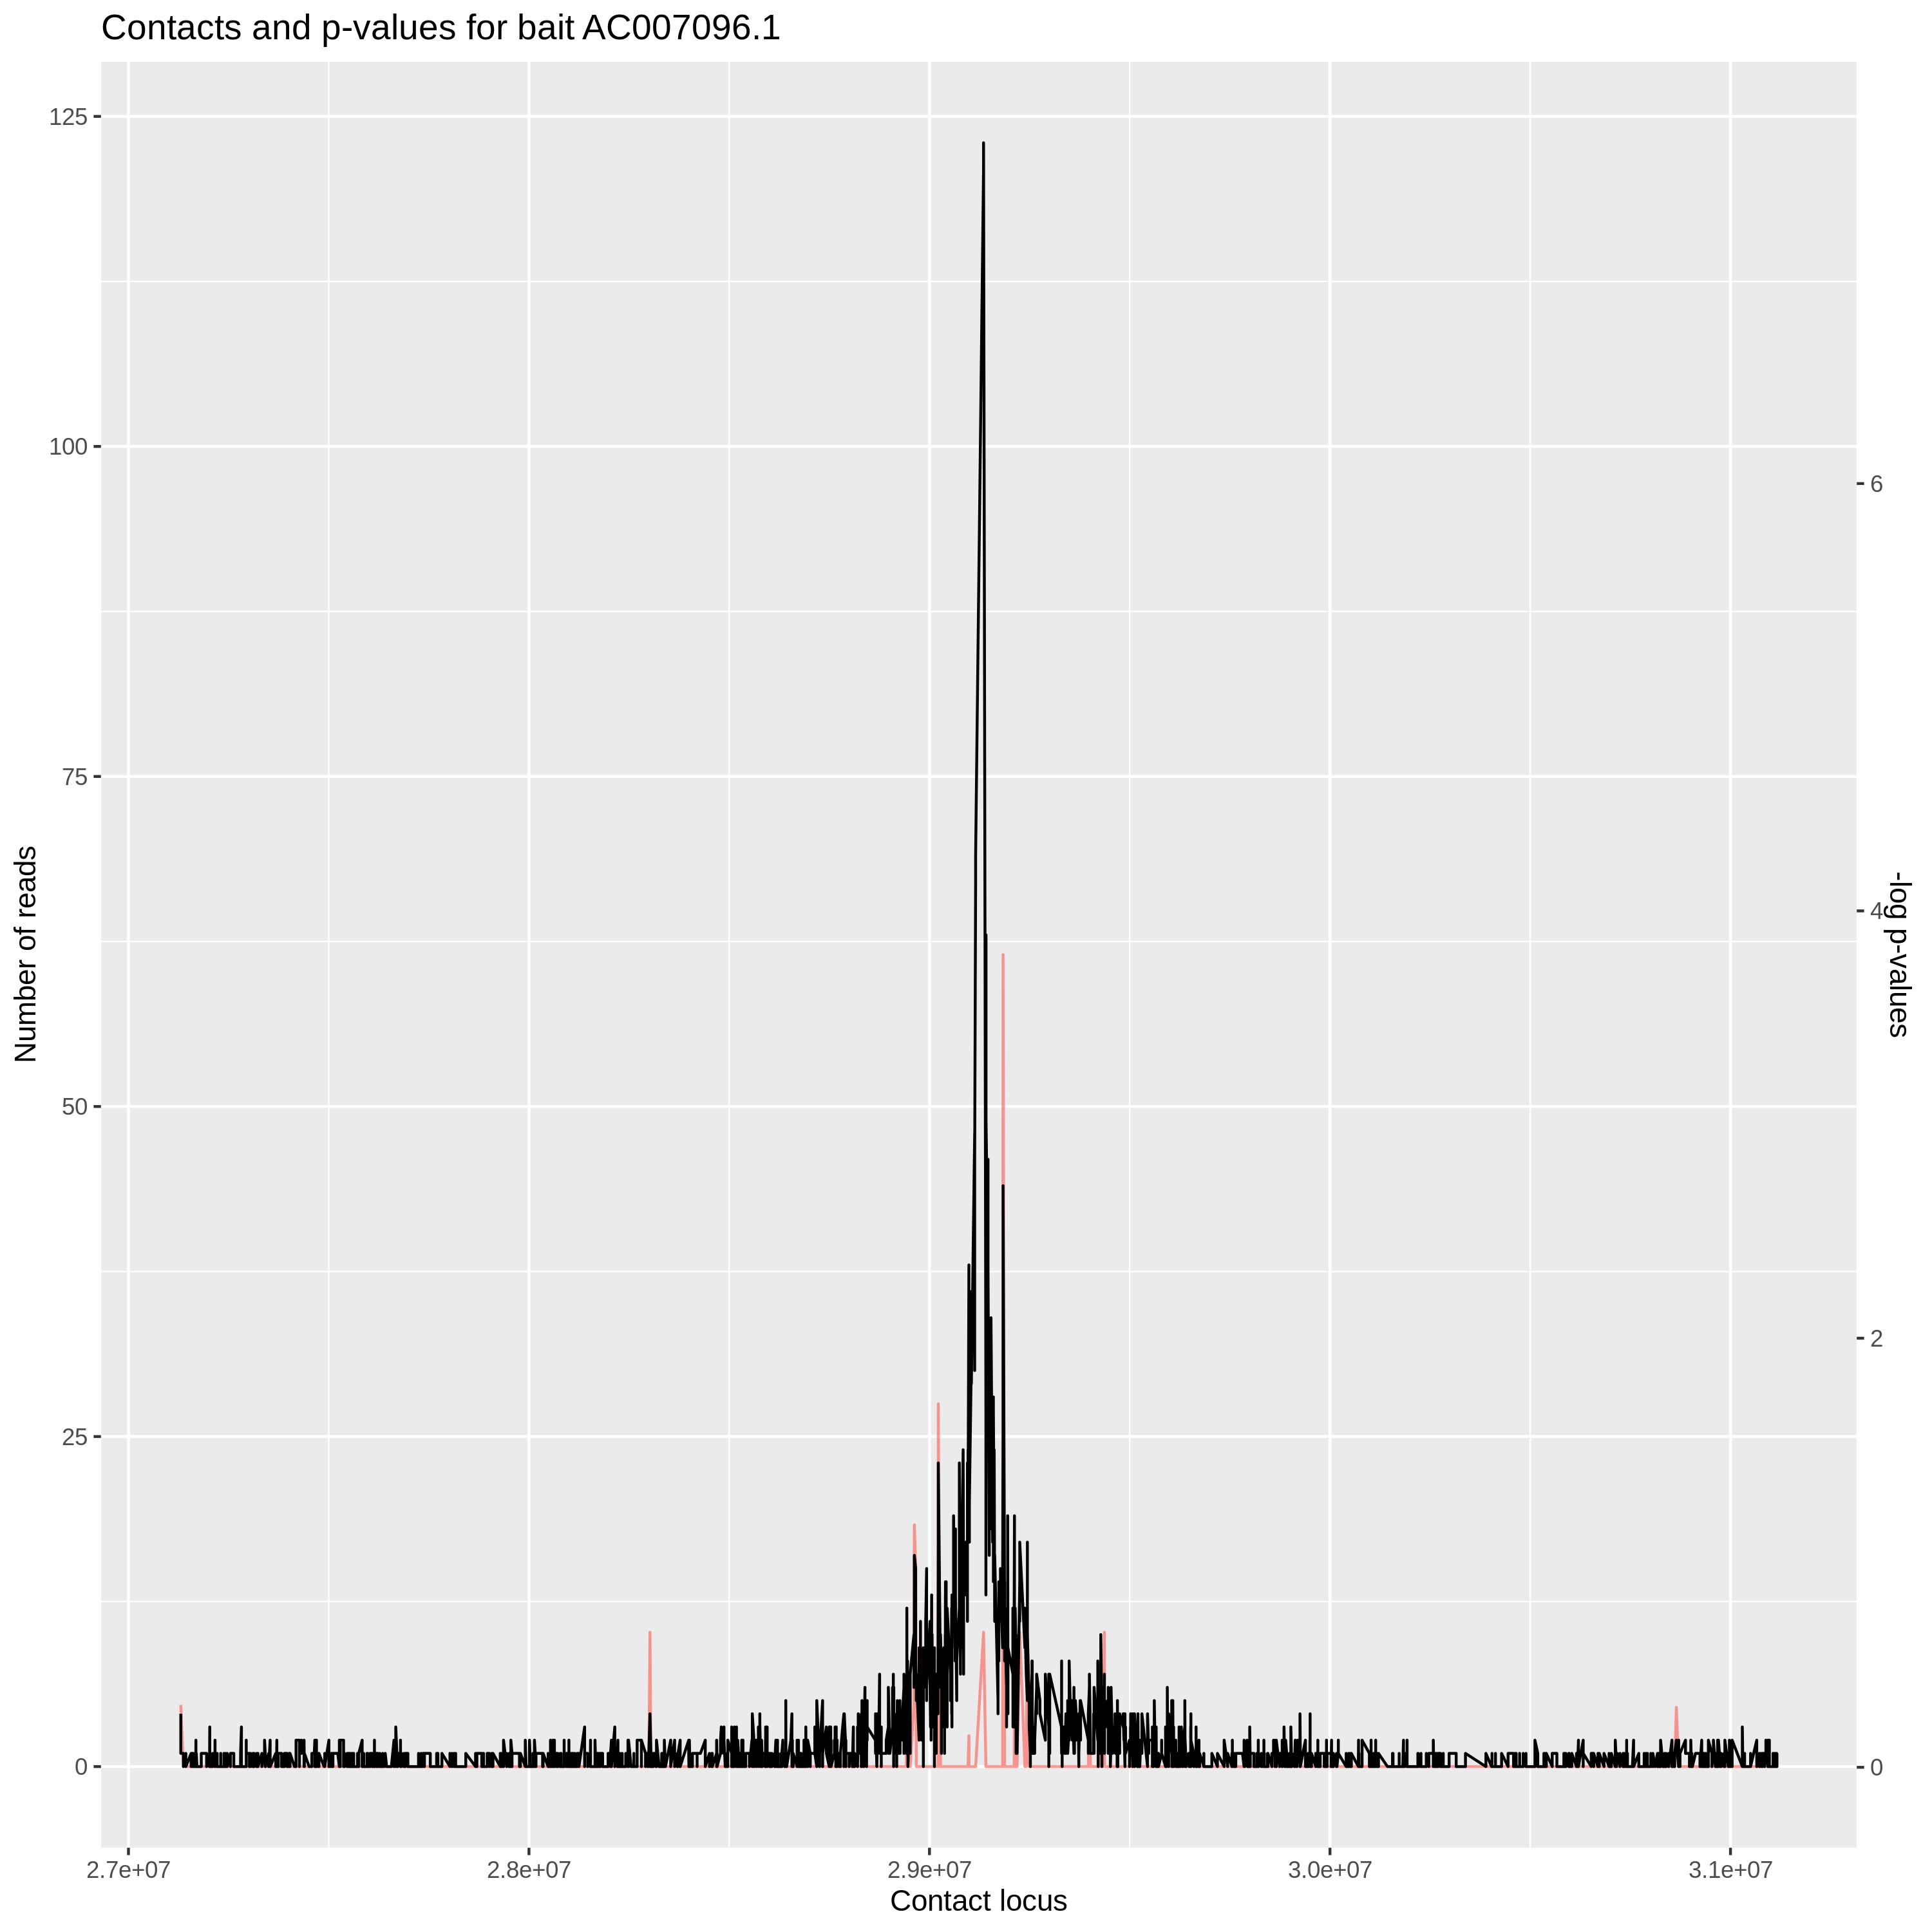 Contacts and p-values for bait AC007096.1
125
100
75
50
25
0
Number of reads
6
4
2
0
-log p-values
2.7e+07
2.8e+07
2.9e+07
3.0e+07
3.1e+07
Contact locus